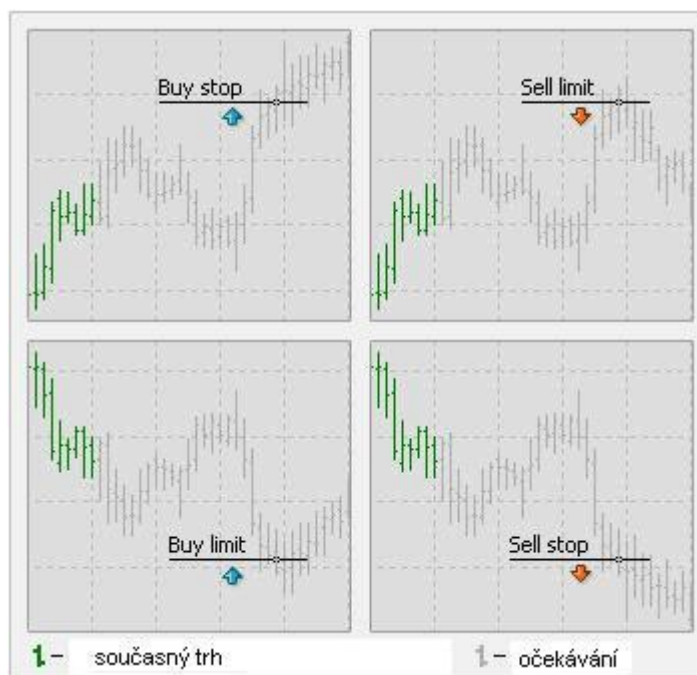 Buy stop
Sell limit
Buy limit
Sell stop
současný trh
očekávání